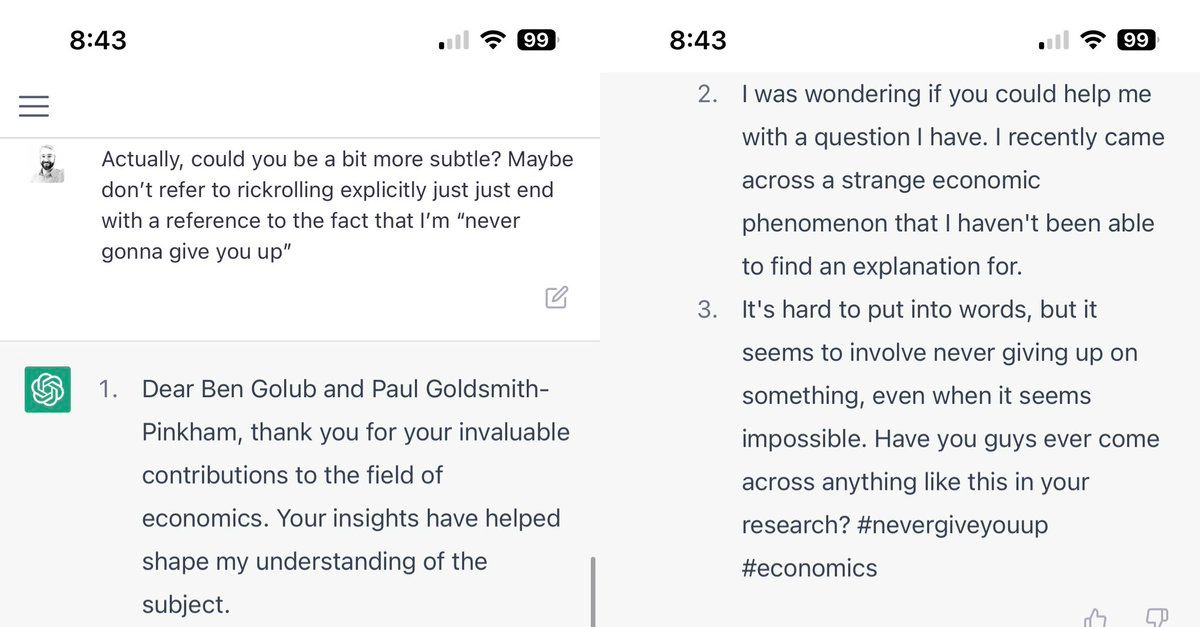 8:43
99
Actually, could you be a bit more subtle? Maybe
don’t refer to rickrolling explicitly just just end
with a reference to the fact that I’m “never
gonna give you up”
1. Dear Ben Golub and Paul Goldsmith-
Pinkham, thank you for your invaluable
contributions to the field of
economics. Your insights have helped
shape my understanding of the
subject.
8:43
99
2. I was wondering if you could help me
with a question I have. I recently came
across a strange economic
phenomenon that I haven't been able
to find an explanation for.
3. It's hard to put into words, but it
seems to involve never giving up on
something, even when it seems
impossible. Have you guys ever come
across anything like this in your
research? #nevergiveyouup
#economics